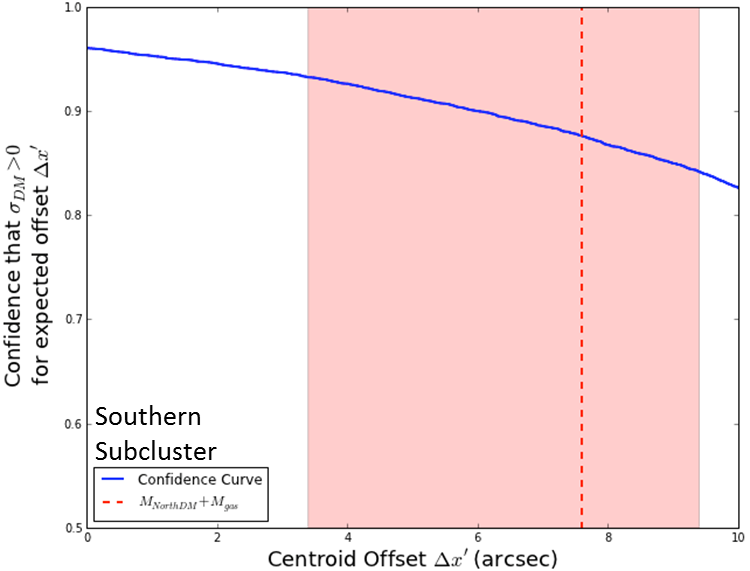 Confidence that σ_DM >0
for expected offset Δx′
1.0
0.9
0.8
0.7
0.6
0.5
Southern
Subcluster
Confidence Curve
M_NorthDM+M_gas
0 2 4 6 8 10
Centroid Offset Δx′ (arcsec)